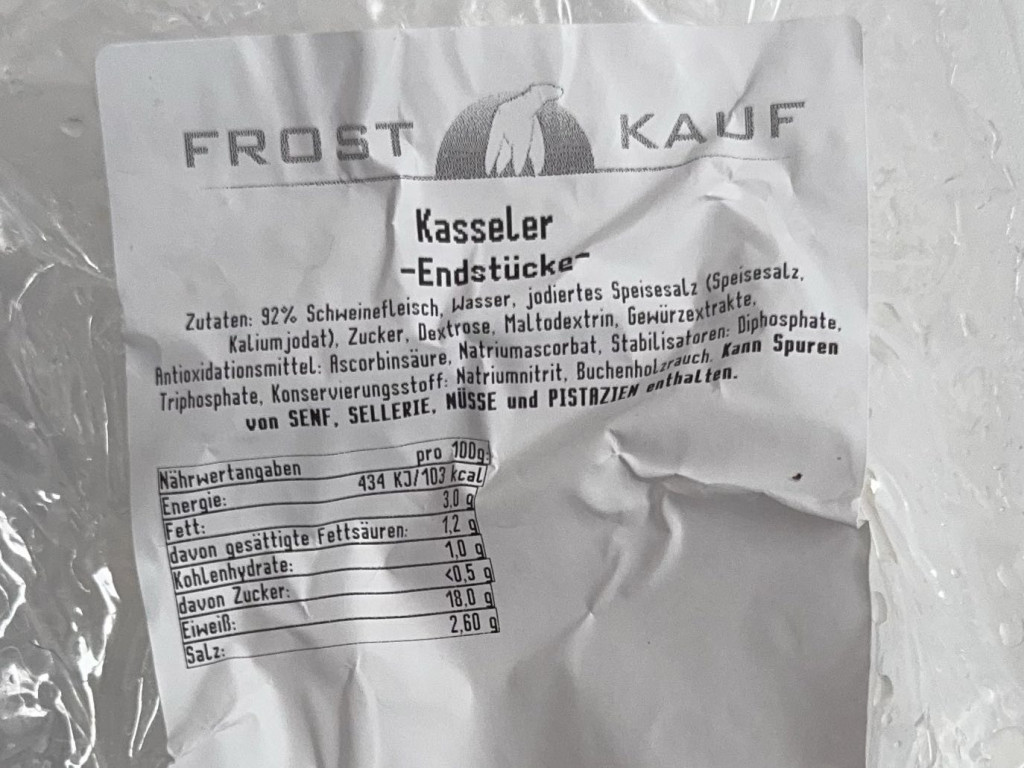 FROST KAUF
Kasseler
-Endstücke-
Zutaten: 92% Schweinefleisch, Wasser, jodiertes Speisesalz (Speisesalz,
Kaliumjodat), Zucker, Dextrose, Maltodextrin, Gewürzextrakte,
Antioxidationsmittel: Ascorbinsäure, Natriumascorbat, Stabilisatoren: Diphosphate,
Triphosphate, Konservierungsstoff: Natriumnitrit, Buchenholzrauch. Kann Spuren
von SENF, SELLERIE, NÜSSE und PISTAZIEN enthalten.
Nährwertangaben pro 100g:
Energie: 434 KJ/103 kcal
Fett: 3,0 g
davon gesättigte Fettsäuren: 1,2 g
Kohlenhydrate: 1,0 g
davon Zucker: <0,5 g
Eiweiß: 18,0 g
Salz: 2,60 g